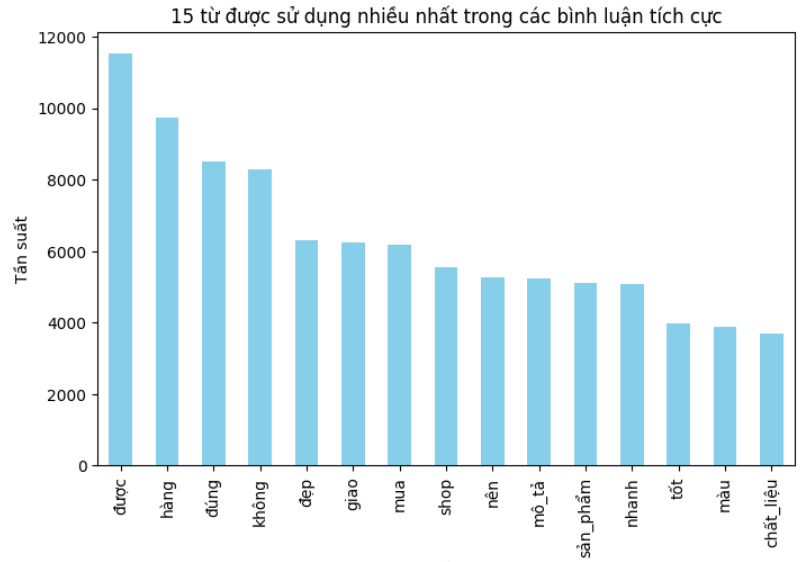 15 từ được sử dụng nhiều nhất trong các bình luận tích cực
12000
10000
8000
6000
4000
2000
0
Tần suất
được
hàng
đúng
không
đẹp
giao
mua
shop
nên
mô_tả
sản_phẩm
nhanh
tốt
màu
chất_liệu